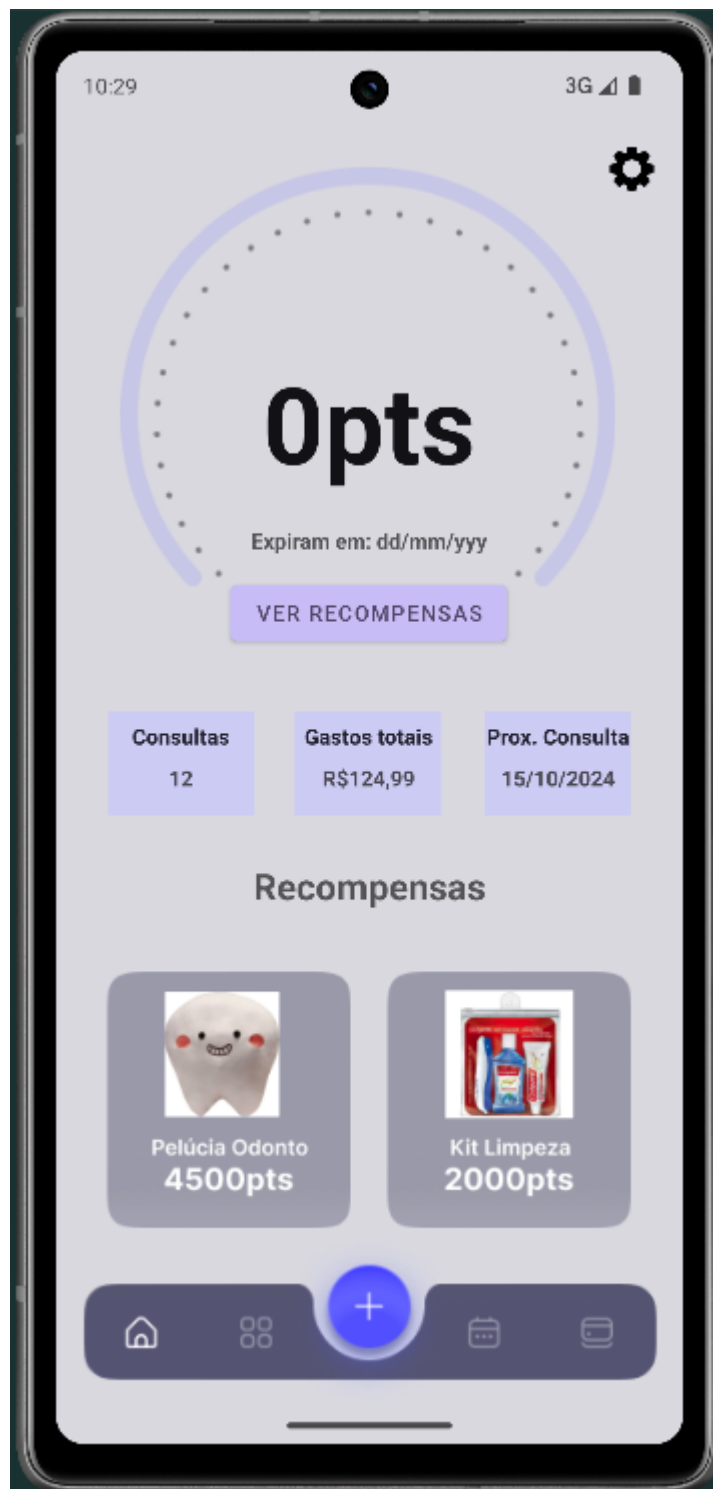 10:29
3G
0pts
Expiram em: dd/mm/yyy
VER RECOMPENSAS
Consultas
12
Gastos totais
R$124,99
Prox. Consulta
15/10/2024
Recompensas
Pelúcia Odonto
4500pts
Kit Limpeza
2000pts